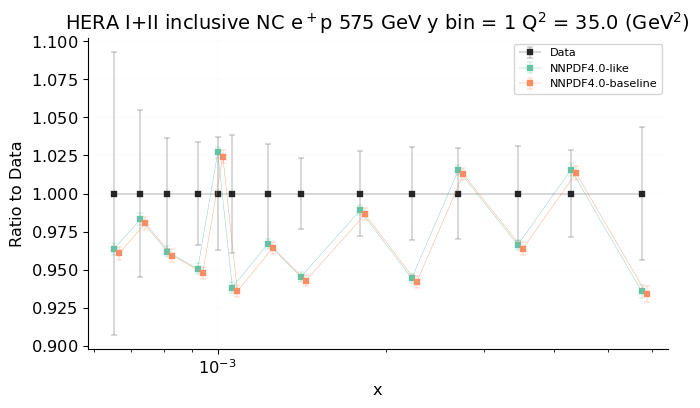 HERA I+II inclusive NC e⁺p 575 GeV y bin = 1 Q² = 35.0 (GeV²)
1.100
1.075
1.050
1.025
1.000
0.975
0.950
0.925
0.900
Ratio to Data
Data
NNPDF4.0-like
NNPDF4.0-baseline
10⁻³
x